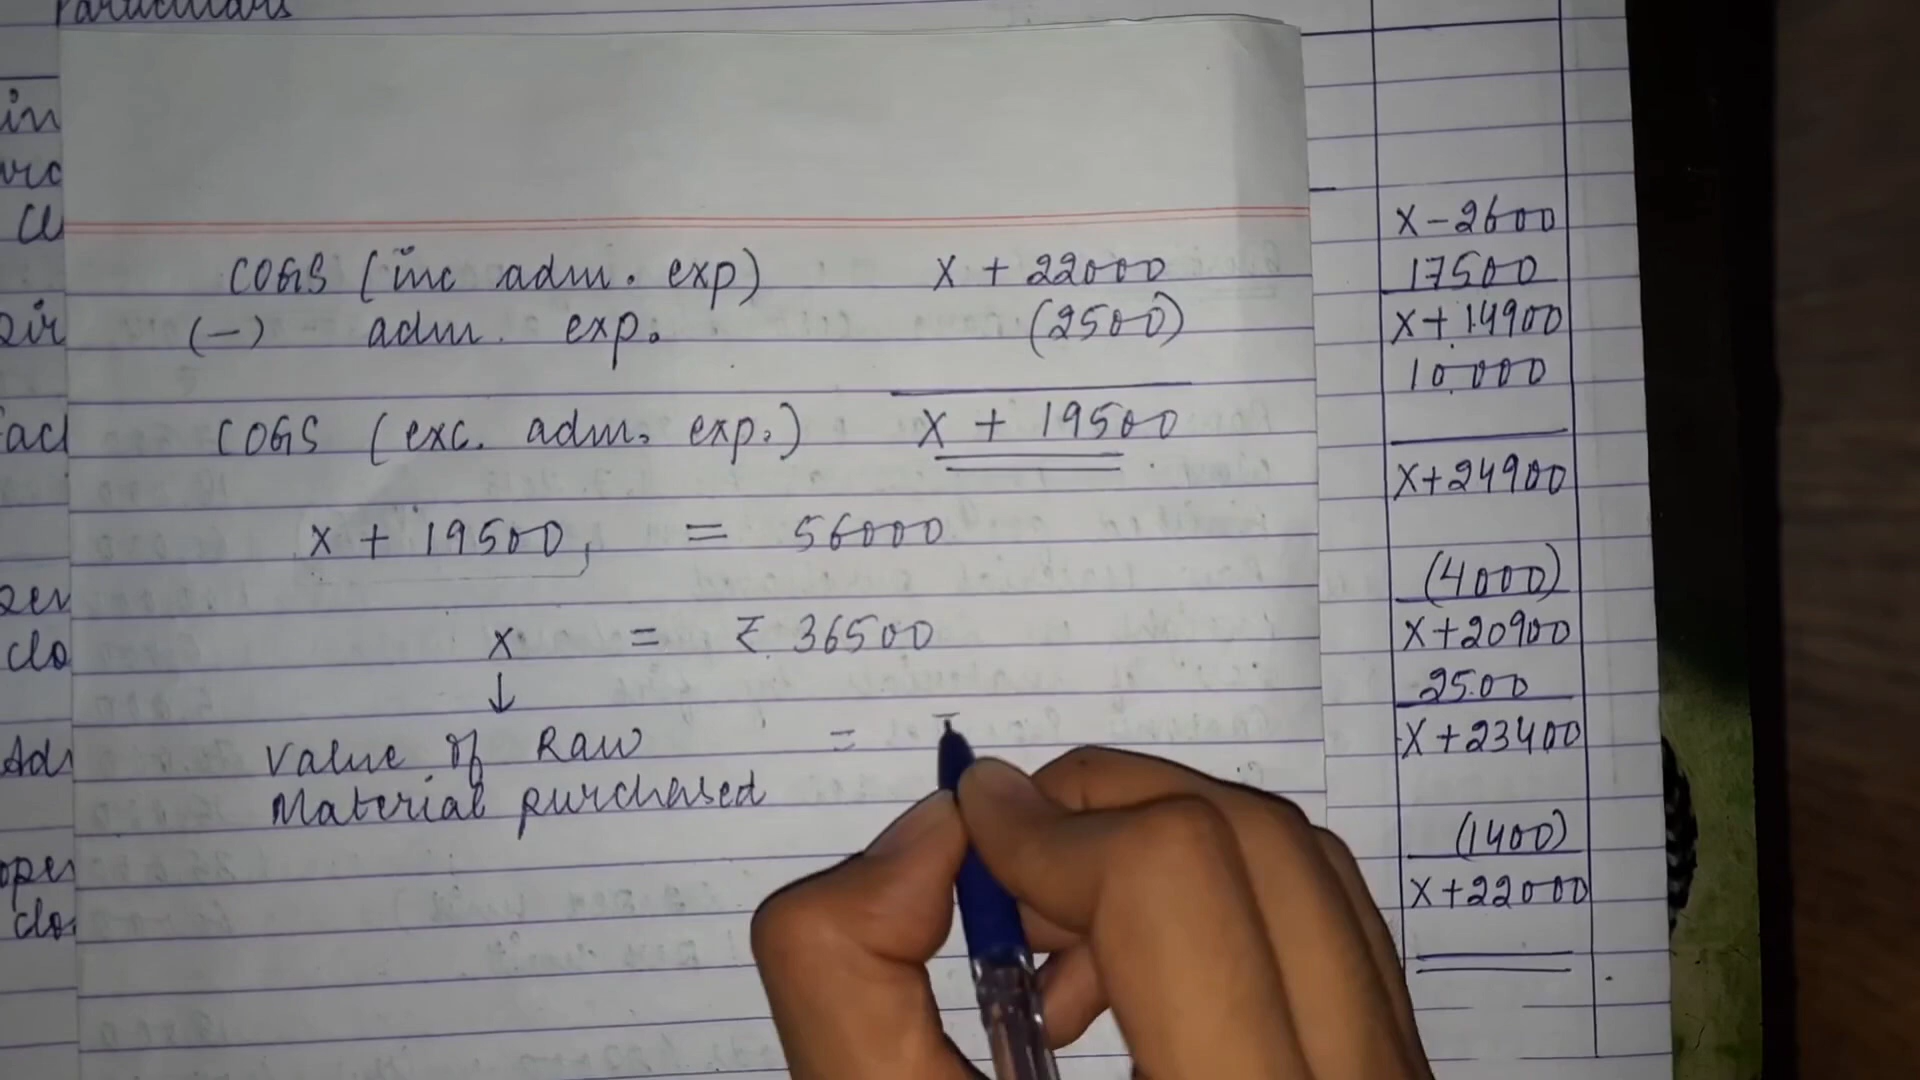 Particulars
COGS (inc adm. exp) X + 22000
(-) adm. exp. (2500)
COGS (exc. adm. exp.) X + 19500
X + 19500, = 56000
X = ₹ 36500
↓
Value of Raw =
Material purchased
X-2600
17500
X+14900
10000
X+24900
(4000)
X+20900
2500
X+23400
(1400)
X+22000